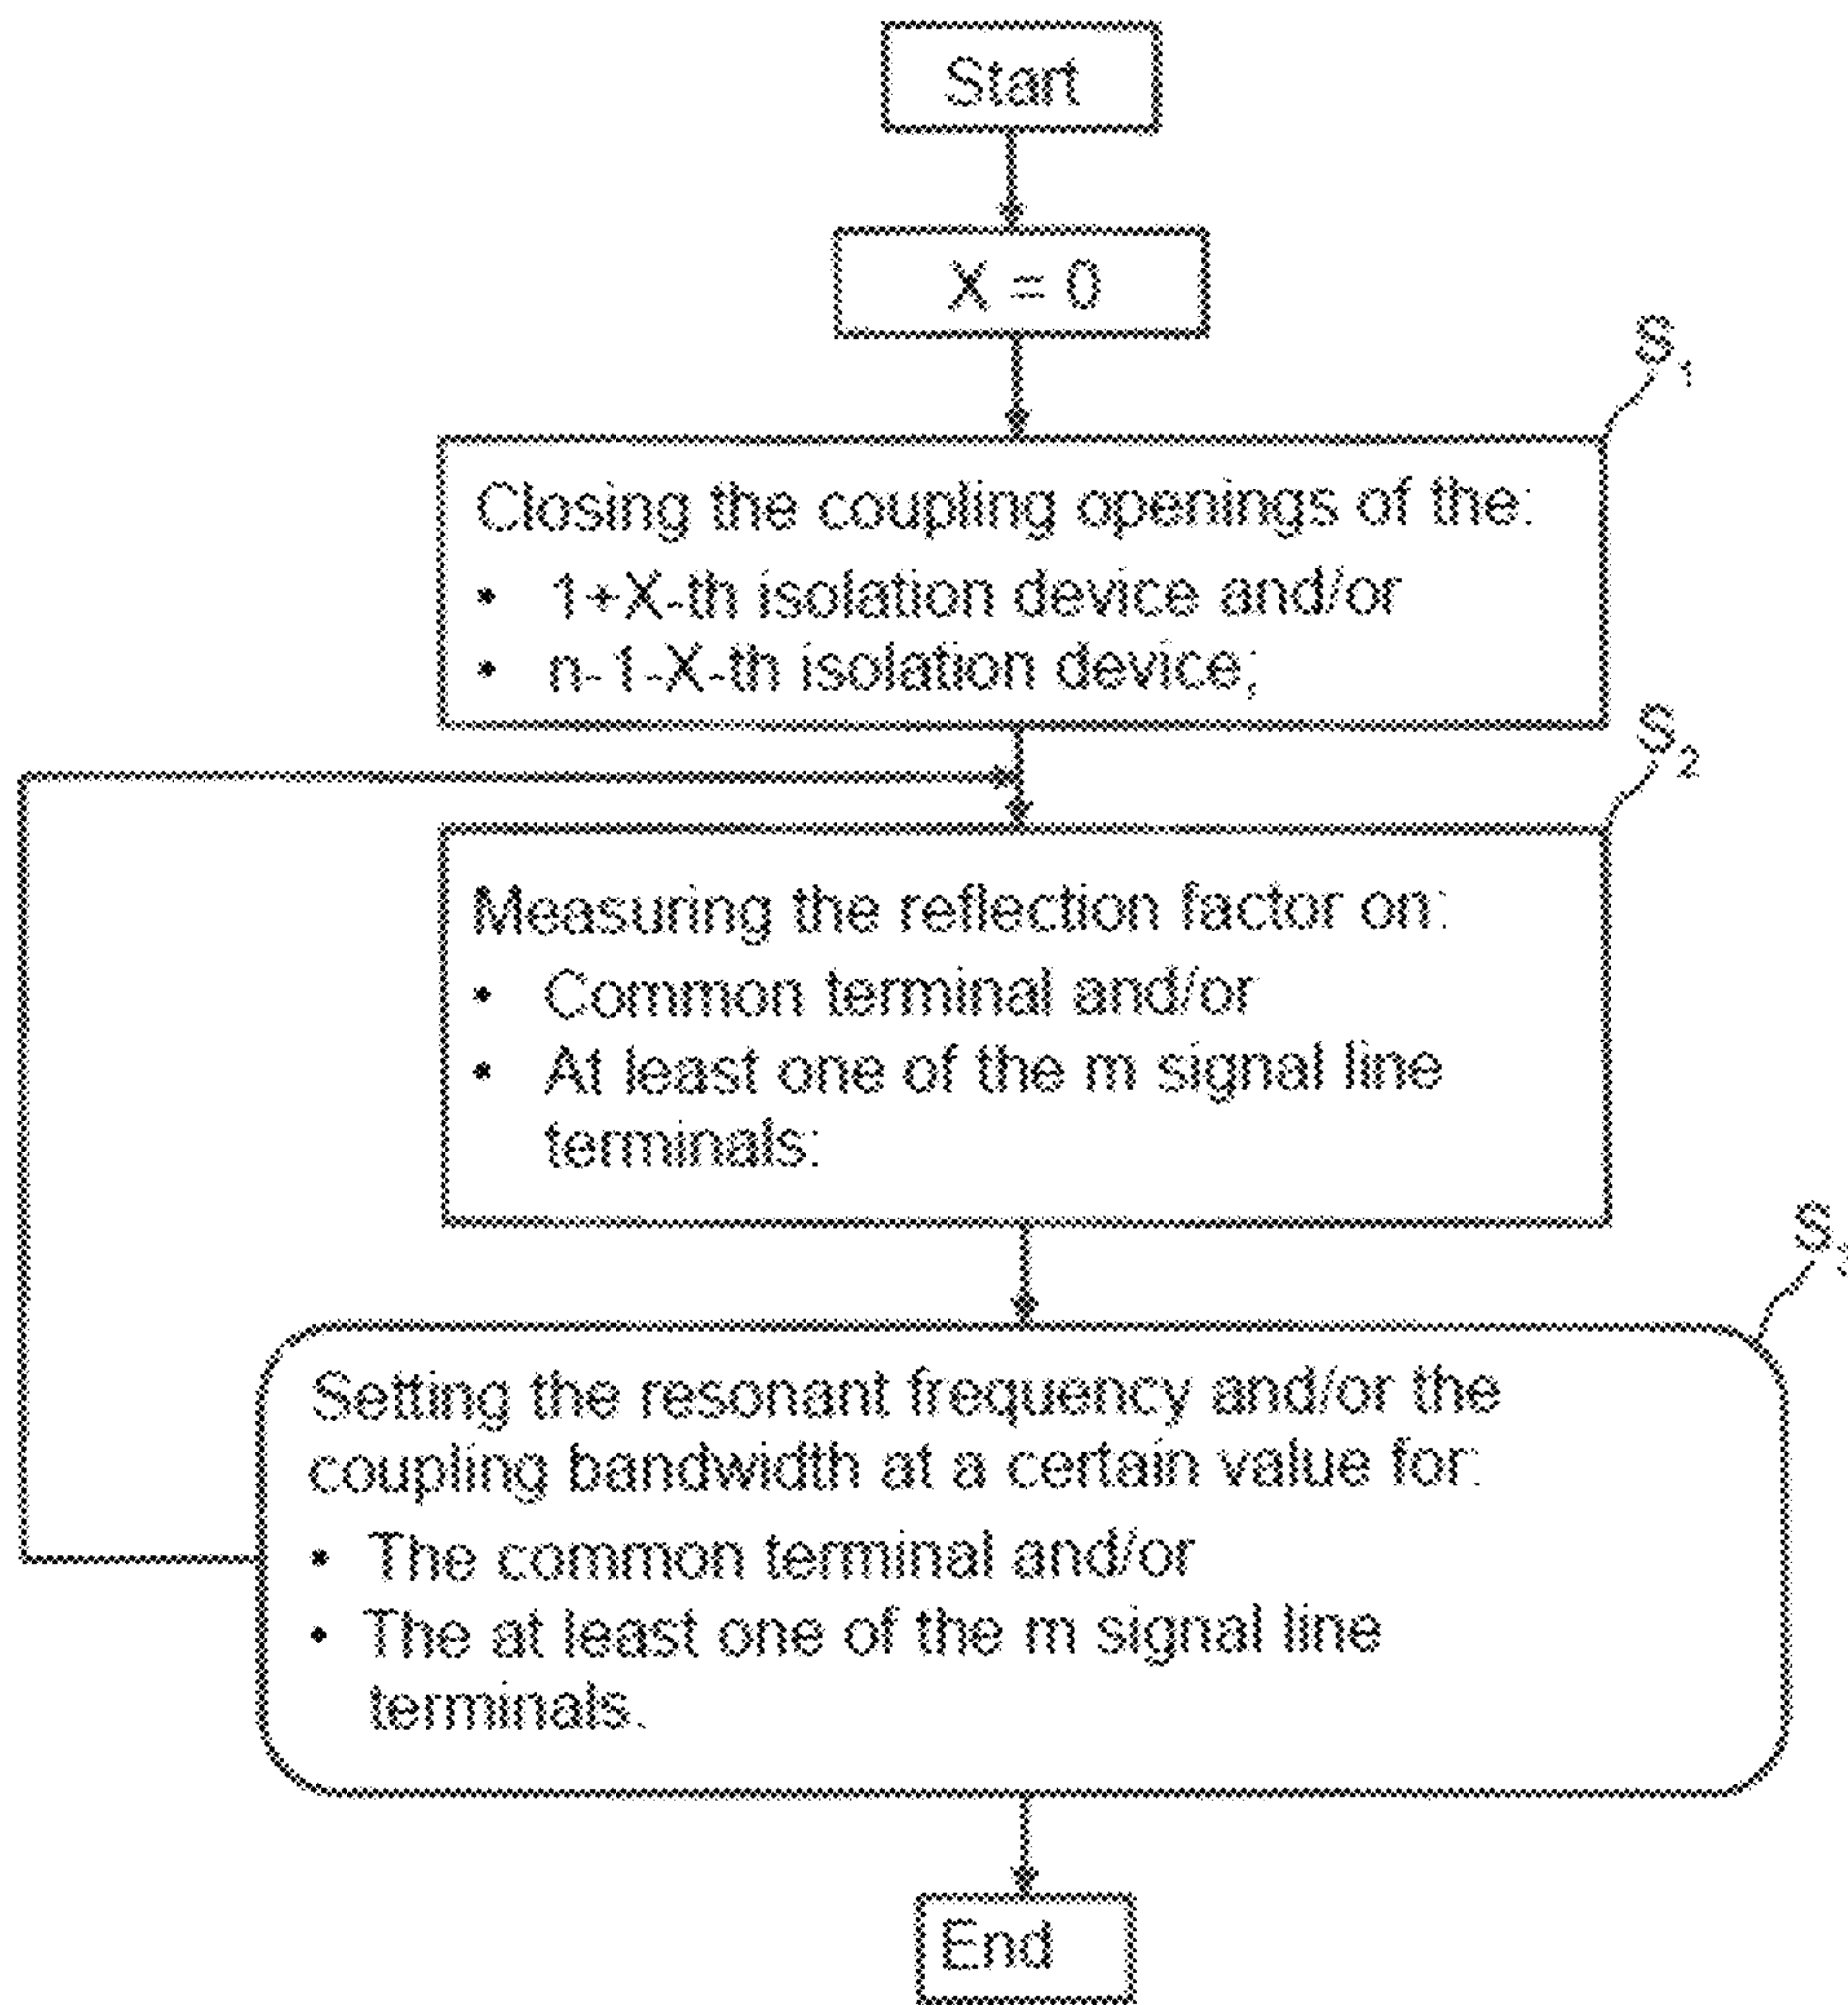 Start
X = 0
S1
Closing the coupling openings of the:
• 1+X-th isolation device and/or
• n-1-X-th isolation device;
S2
Measuring the reflection factor on:
• Common terminal and/or
• At least one of the m signal line
terminals:
S3
Setting the resonant frequency and/or the
coupling bandwidth at a certain value for:
• The common terminal and/or
• The at least one of the m signal line
terminals.
End